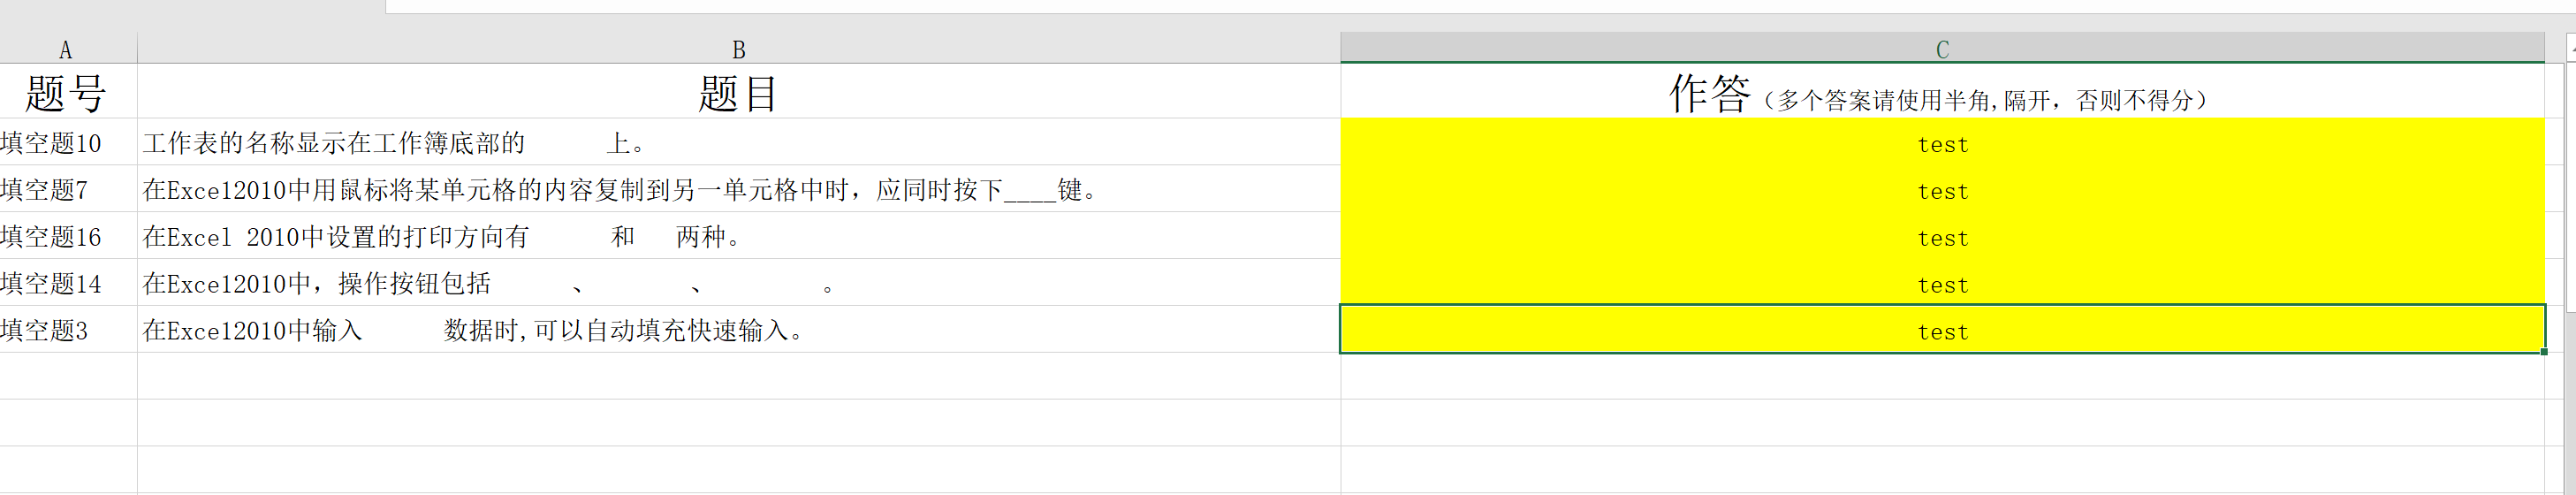 A B C
题号 题目 作答（多个答案请使用半角,隔开，否则不得分）
填空题10 工作表的名称显示在工作簿底部的 上。 test
填空题7 在Excel2010中用鼠标将某单元格的内容复制到另一单元格中时，应同时按下____键。 test
填空题16 在Excel 2010中设置的打印方向有 和 两种。 test
填空题14 在Excel2010中，操作按钮包括 、 、 。 test
填空题3 在Excel2010中输入 数据时,可以自动填充快速输入。 test